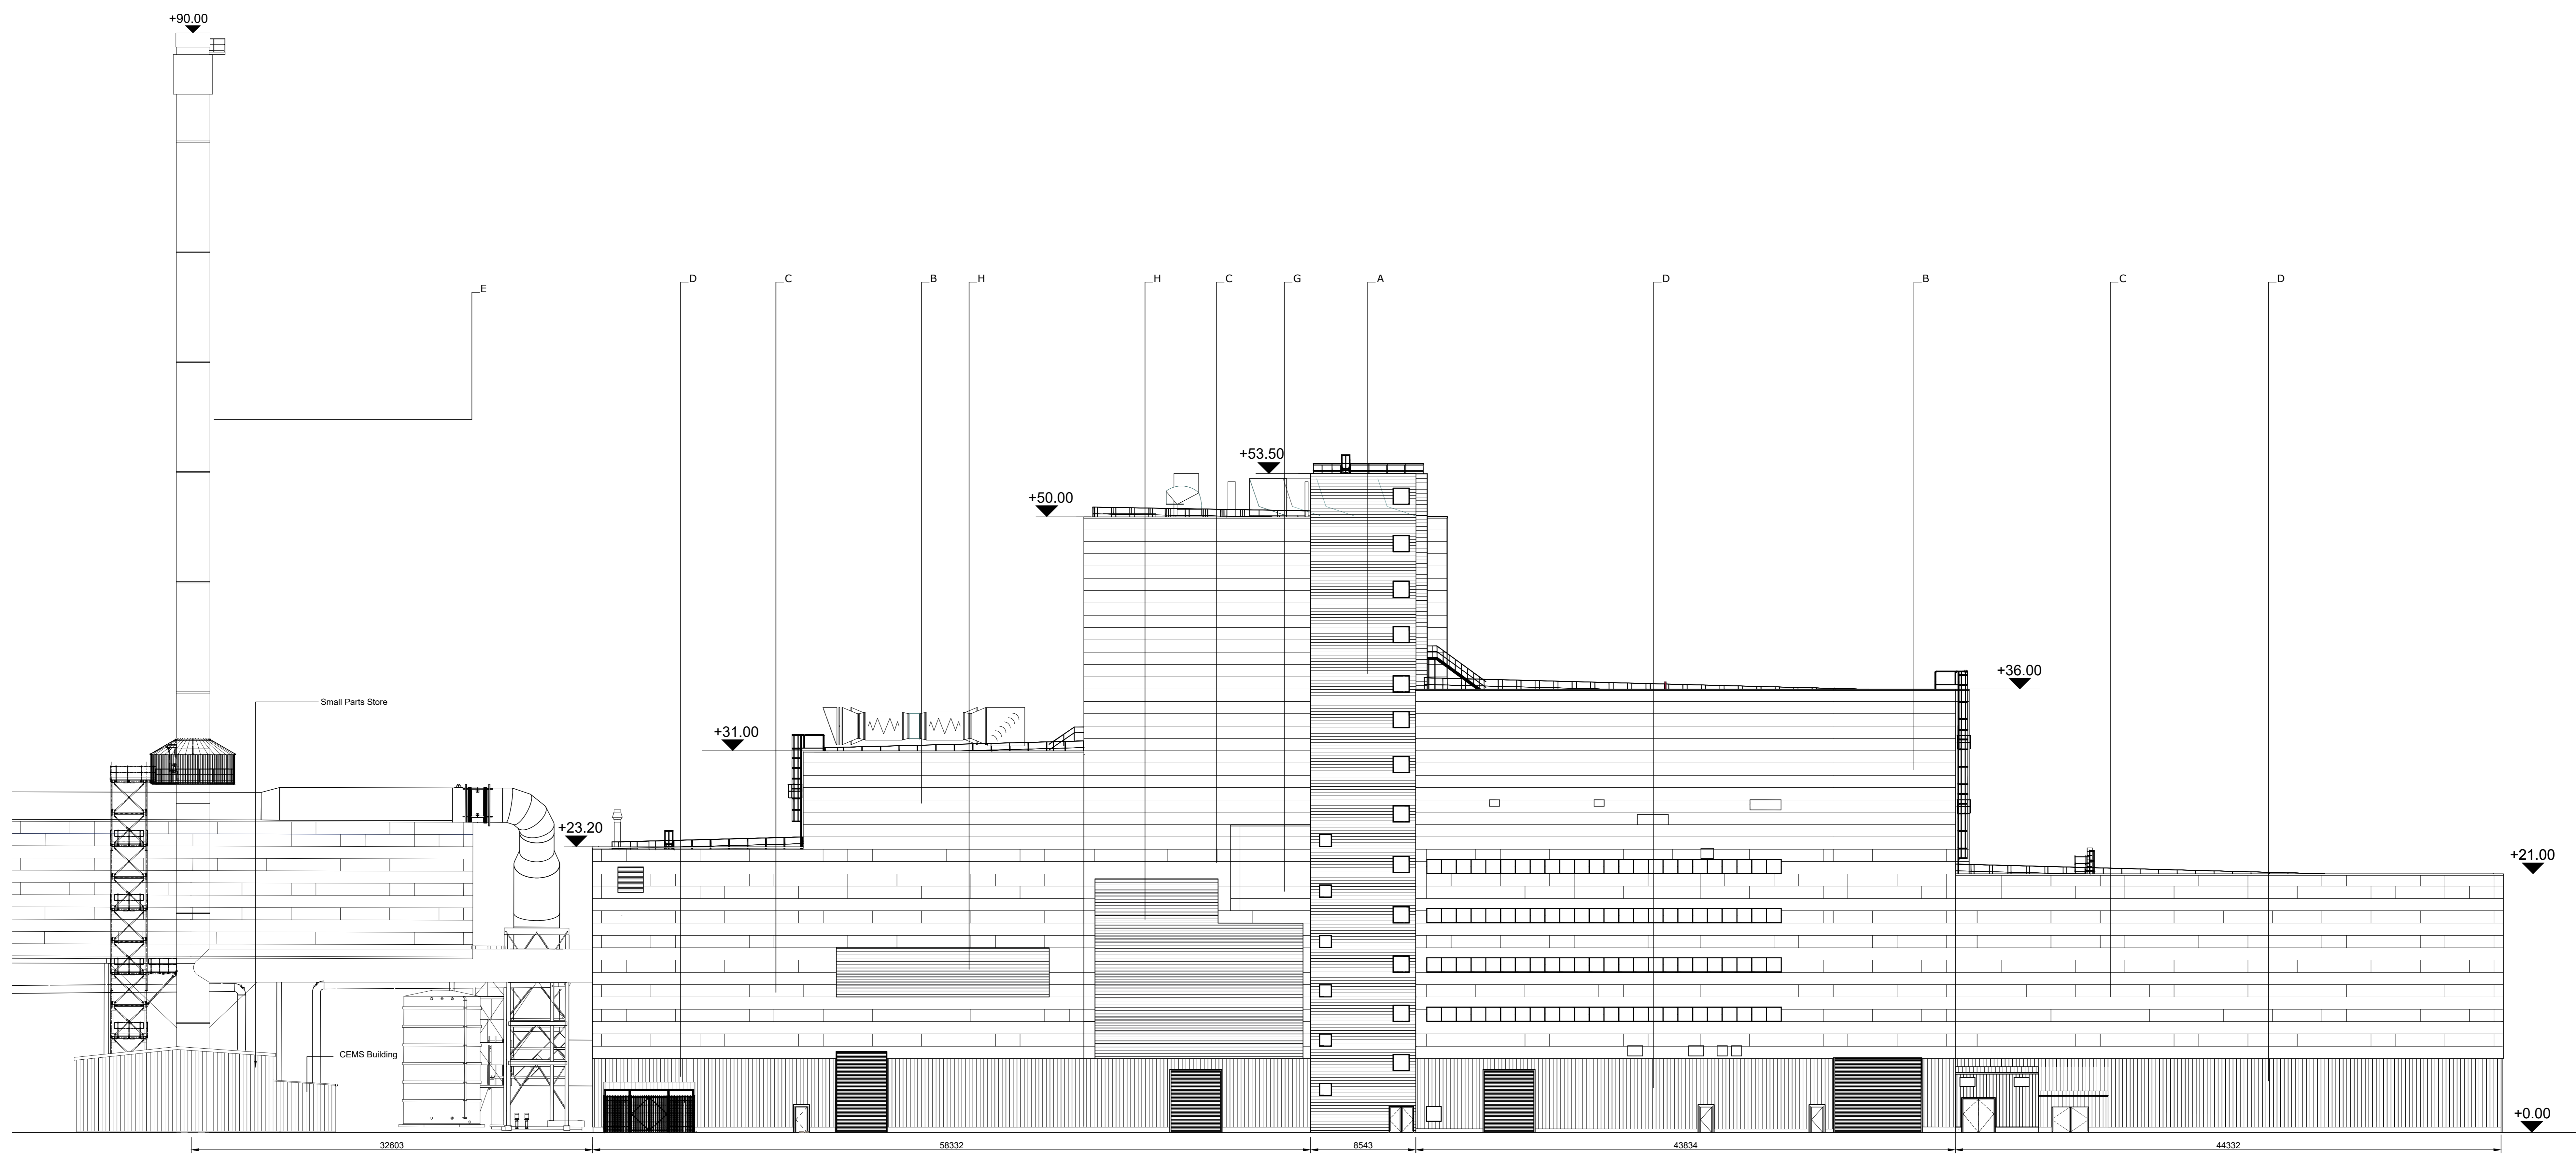 +90.00
E
D
C
B
H
H
C
G
A
D
B
C
D
+53.50
+50.00
+36.00
Small Parts Store
+31.00
+23.20
+21.00
CEMS Building
+0.00
32603
58332
8543
43834
44332